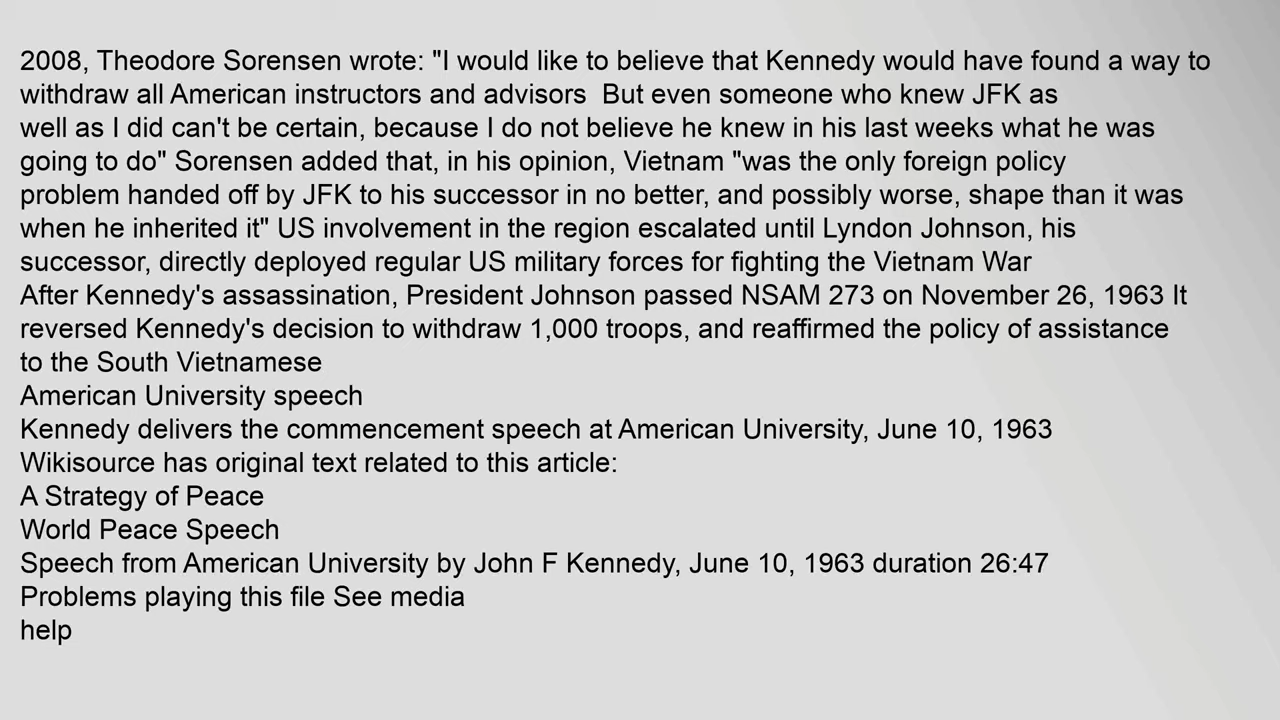 2008, Theodore Sorensen wrote: "I would like to believe that Kennedy would have found a way to
withdraw all American instructors and advisors  But even someone who knew JFK as
well as I did can't be certain, because I do not believe he knew in his last weeks what he was
going to do" Sorensen added that, in his opinion, Vietnam "was the only foreign policy
problem handed off by JFK to his successor in no better, and possibly worse, shape than it was
when he inherited it" US involvement in the region escalated until Lyndon Johnson, his
successor, directly deployed regular US military forces for fighting the Vietnam War
After Kennedy's assassination, President Johnson passed NSAM 273 on November 26, 1963 It
reversed Kennedy's decision to withdraw 1,000 troops, and reaffirmed the policy of assistance
to the South Vietnamese
American University speech
Kennedy delivers the commencement speech at American University, June 10, 1963
Wikisource has original text related to this article:
A Strategy of Peace
World Peace Speech
Speech from American University by John F Kennedy, June 10, 1963 duration 26:47
Problems playing this file See media
help